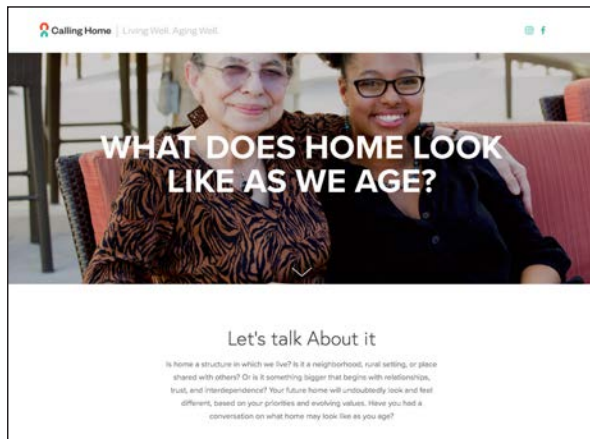 Calling Home | Living Well. Aging Well.
WHAT DOES HOME LOOK
LIKE AS WE AGE?
Let's talk About it
Is home a structure in which we live? Is it a neighborhood, rural setting, or place
shared with others? Or is it something bigger that begins with relationships,
trust, and interdependence? Your future home will undoubtedly look and feel
different, based on your priorities and evolving values. Have you had a
conversation on what home may look like as you age?